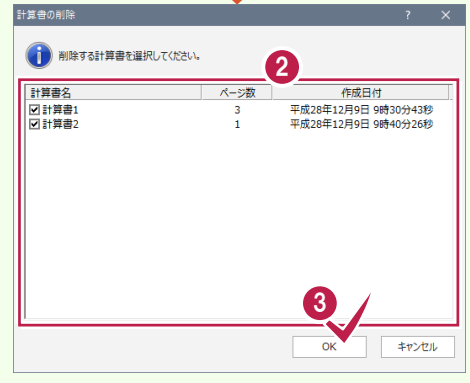 計算書の削除 ? ×
削除する計算書を選択してください。
2
計算書名 ページ数 作成日付
計算書1 3 平成28年12月9日 9時30分43秒
計算書2 1 平成28年12月9日 9時40分26秒
3
OK キャンセル